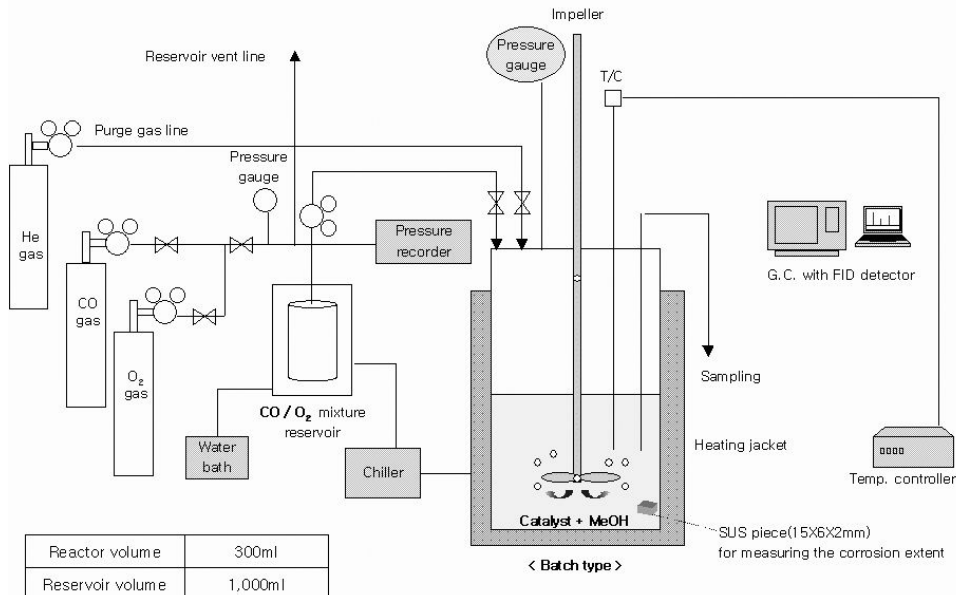 Impeller
Pressure
gauge
Reservoir vent line
T/C
Purge gas line
Pressure
gauge
He
gas
Pressure
recorder
CO
gas
G.C. with FID detector
O₂
gas
Sampling
CO / O₂ mixture
reservoir
Water
bath
Chiller
Heating jacket
Temp. controller
Catalyst + MeOH
SUS piece(15X6X2mm)
for measuring the corrosion extent
< Batch type >
Reactor volume 300ml
Reservoir volume 1,000ml